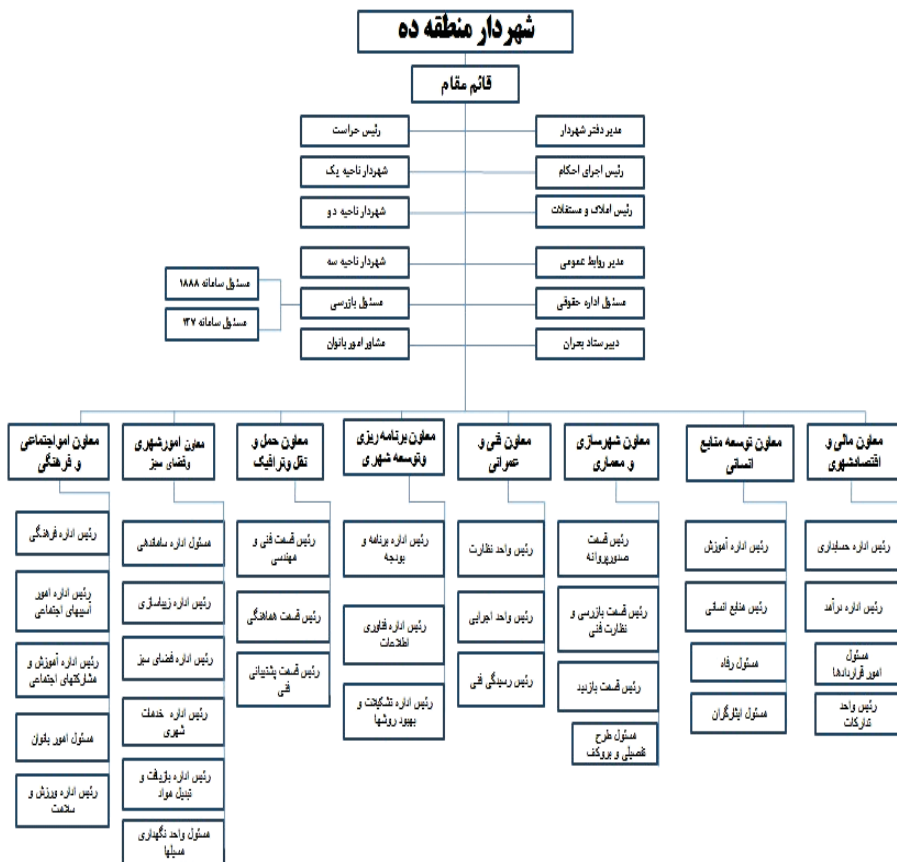 شهردار منطقه ده
قائم مقام
مدیر دفتر شهردار
رئیس حراست
رئیس اجرای احکام
شهردار ناحیه یک
رئیس املاک و مستغلات
شهردار ناحیه دو
مدیر روابط عمومی
شهردار ناحیه سه
مسئول اداره حقوقی
مسئول بازرسی
مسئول سامانه ۱۸۸۸
مسئول سامانه ۱۳۷
دبیر ستاد بحران
مشاور امور بانوان
معاون مالی و
اقتصادشهری
رئیس اداره حسابداری
رئیس اداره درآمد
مسئول
امور قراردادها
رئیس واحد
تدارکات
معاون توسعه منابع
انسانی
رئیس اداره آموزش
رئیس منابع انسانی
مسئول رفاه
مسئول ایثارگران
معاون شهرسازی
و معماری
رئیس قسمت
صدورپروانه
رئیس قسمت بازرسی و
نظارت فنی
رئیس قسمت بازدید
مسئول طرح
تفصیلی و بروکف
معاون فنی و
عمرانی
رئیس واحد نظارت
رئیس واحد اجرایی
رئیس رسیدگی فنی
معاون برنامه ریزی
وتوسعه شهری
رئیس اداره برنامه و
بودجه
رئیس اداره فناوری
اطلاعات
رئیس اداره تشکیلات و
بهبود روشها
معاون حمل و
نقل وترافیک
رئیس قسمت فنی و
مهندسی
رئیس قسمت هماهنگی
رئیس قسمت پشتیبانی
فنی
معاون امورشهری
وفضای سبز
مسئول اداره ساماندهی
رئیس اداره زیباسازی
رئیس اداره فضای سبز
رئیس اداره خدمات
شهری
رئیس اداره بازیافت و
تبدیل مواد
مسئول واحد نگهداری
مسیلها
معاون اموراجتماعی
و فرهنگی
رئیس اداره فرهنگی
رئیس اداره امور
آسیبهای اجتماعی
رئیس اداره آموزش و
مشارکتهای اجتماعی
مسئول امور بانوان
رئیس اداره ورزش و
سلامت